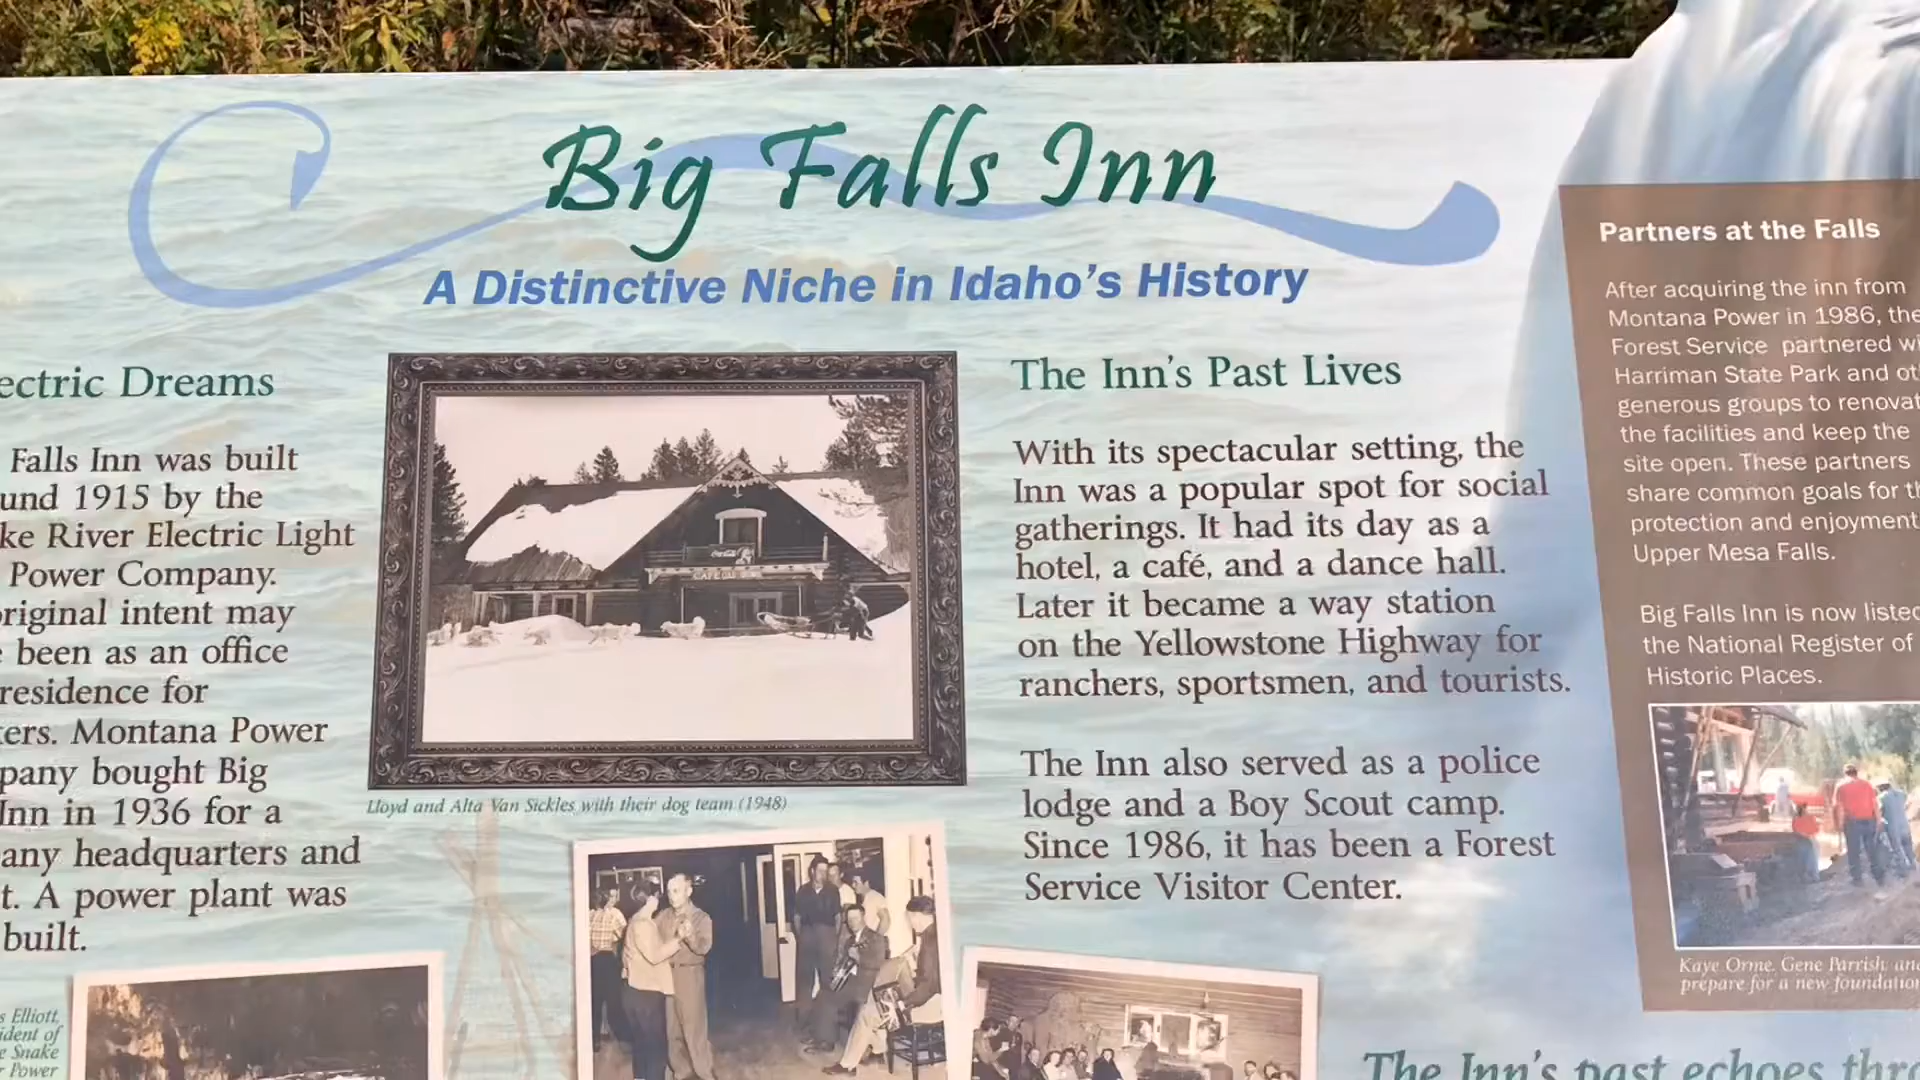 Big Falls Inn
A Distinctive Niche in Idaho's History
ectric Dreams
Falls Inn was built
und 1915 by the
ke River Electric Light
Power Company.
original intent may
been as an office
residence for
ers. Montana Power
pany bought Big
Inn in 1936 for a
any headquarters and
t. A power plant was
built.
Coca-Cola
Lloyd and Alta Van Sickles with their dog team (1948)
The Inn's Past Lives
With its spectacular setting, the
Inn was a popular spot for social
gatherings. It had its day as a
hotel, a café, and a dance hall.
Later it became a way station
on the Yellowstone Highway for
ranchers, sportsmen, and tourists.
The Inn also served as a police
lodge and a Boy Scout camp.
Since 1986, it has been a Forest
Service Visitor Center.
Partners at the Falls
After acquiring the inn from
Montana Power in 1986, the
Forest Service partnered wi
Harriman State Park and ot
generous groups to renovat
the facilities and keep the
site open. These partners
share common goals for t
protection and enjoyment
Upper Mesa Falls.
Big Falls Inn is now listed
the National Register of
Historic Places.
Kaye Orme, Gene Parrish, and
prepare for a new foundation
s Elliott,
ident of
e Snake
r Power
The Inn's past echoes thro